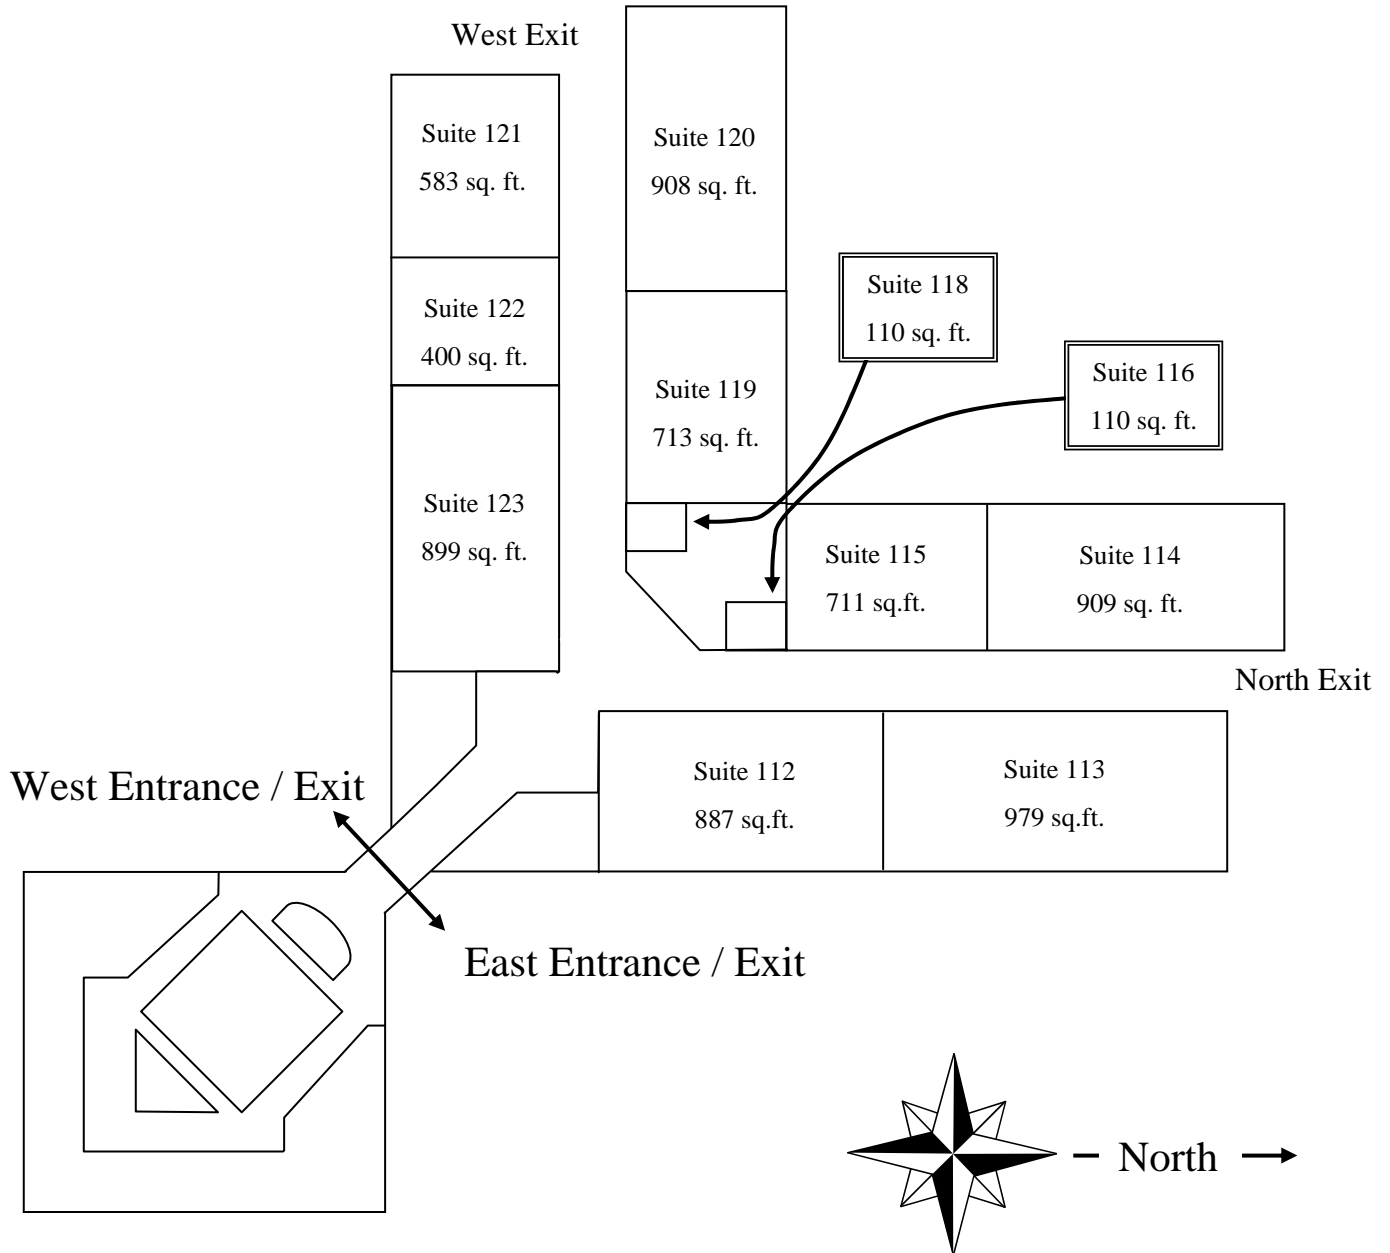 West Exit
Suite 121
583 sq. ft.
Suite 120
908 sq. ft.
Suite 118
110 sq. ft.
Suite 122
400 sq. ft.
Suite 116
110 sq. ft.
Suite 119
713 sq. ft.
Suite 123
899 sq. ft.
Suite 115
711 sq.ft.
Suite 114
909 sq. ft.
North Exit
Suite 112
887 sq.ft.
Suite 113
979 sq.ft.
West Entrance / Exit
East Entrance / Exit
North